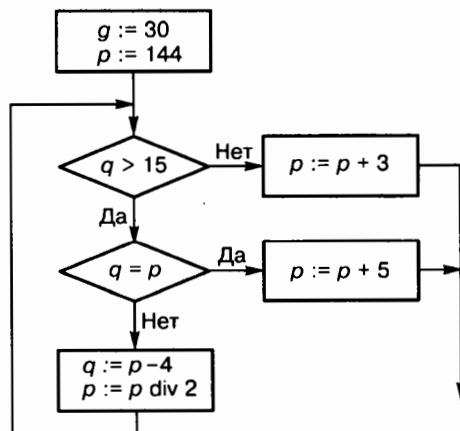 g := 30
p := 144
q > 15
Нет
p := p + 3
Да
q = p
Да
p := p + 5
Нет
q := p – 4
p := p div 2